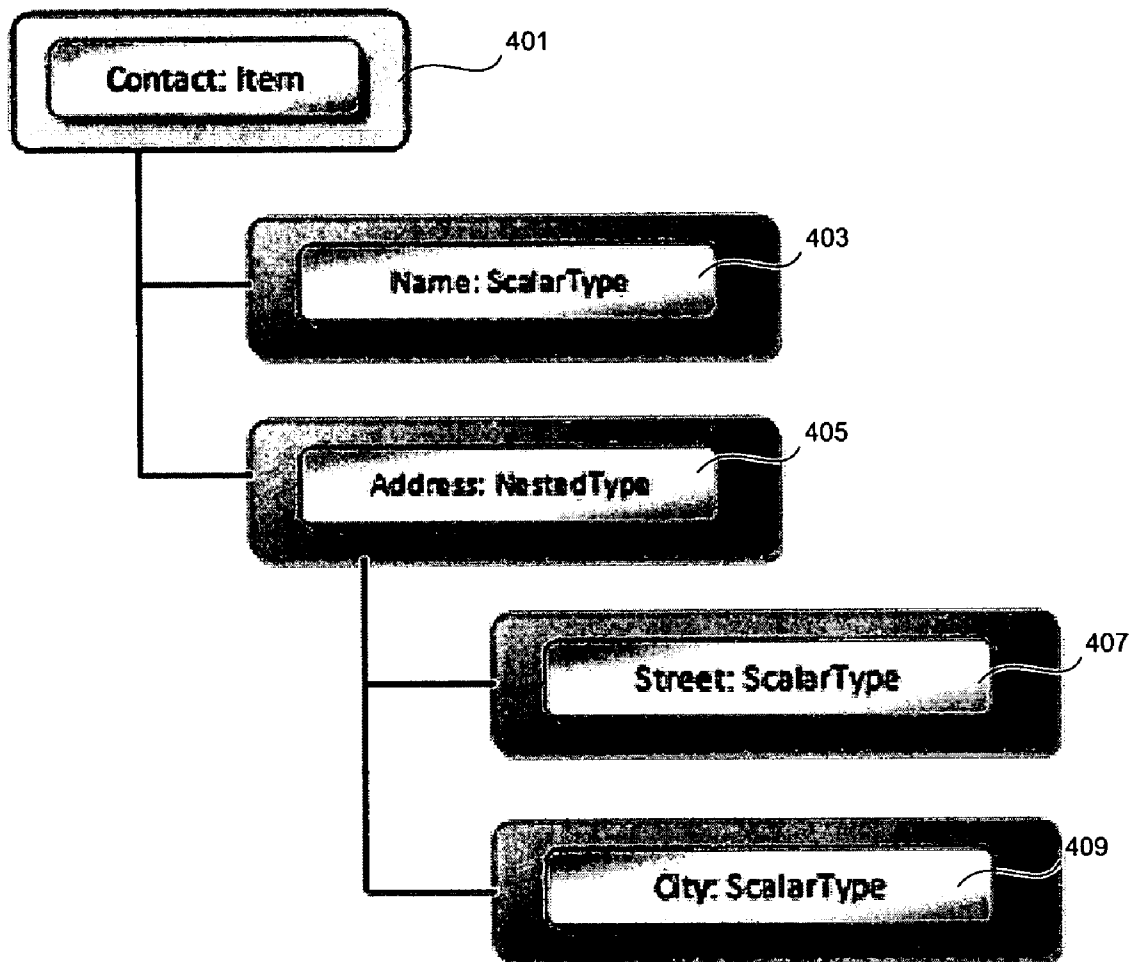 Contact: Item
401
Name: ScalarType
403
Address: NestedType
405
Street: ScalarType
407
City: ScalarType
409